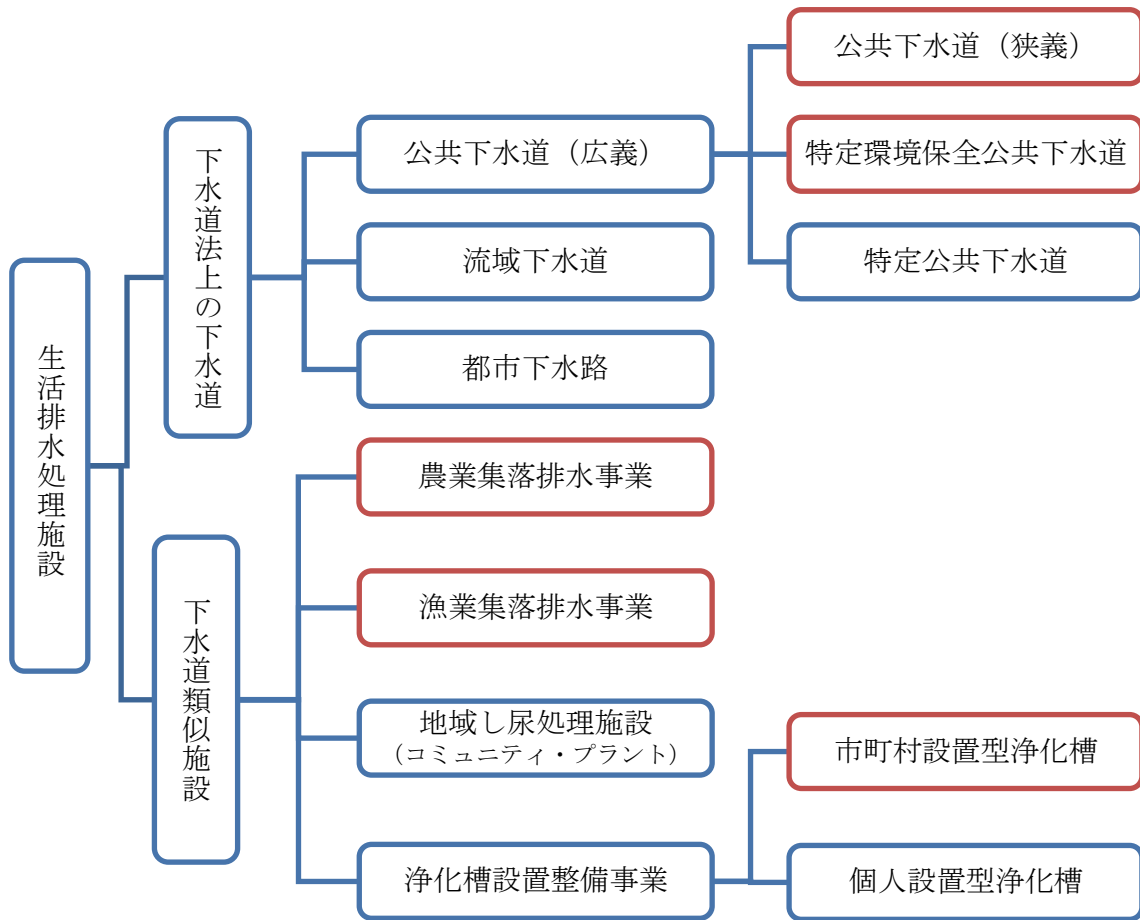 生活排水処理施設
下水道法上の下水道
公共下水道（広義）
公共下水道（狭義）
特定環境保全公共下水道
特定公共下水道
流域下水道
都市下水路
下水道類似施設
農業集落排水事業
漁業集落排水事業
地域し尿処理施設
（コミュニティ・プラント）
浄化槽設置整備事業
市町村設置型浄化槽
個人設置型浄化槽